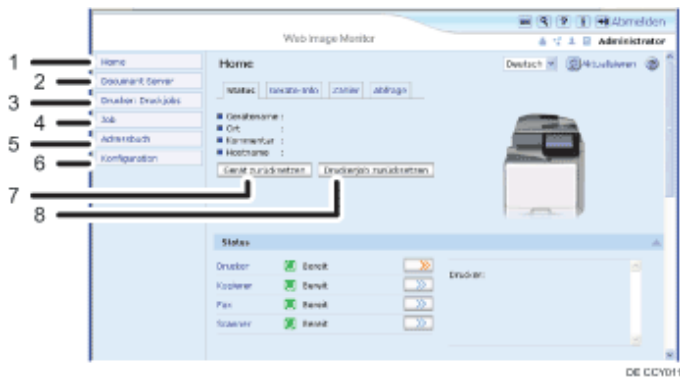 Abmelden
Web Image Monitor
Administrator
1
2
3
4
5
6
7
8
Home
Document Server
Drucker: Druckjobs
Job
Adressbuch
Konfiguration
Home
Deutsch
Aktualisieren
Status
Geräte-Info
Zähler
Abfrage
Gerätename :
Ort :
Kommentar :
Hostname :
Gerät zurücksetzen
Druckerjob zurücksetzen
Status
Drucker
Bereit
Kopierer
Bereit
Fax
Bereit
Scanner
Bereit
Drucker:
DE CCY011